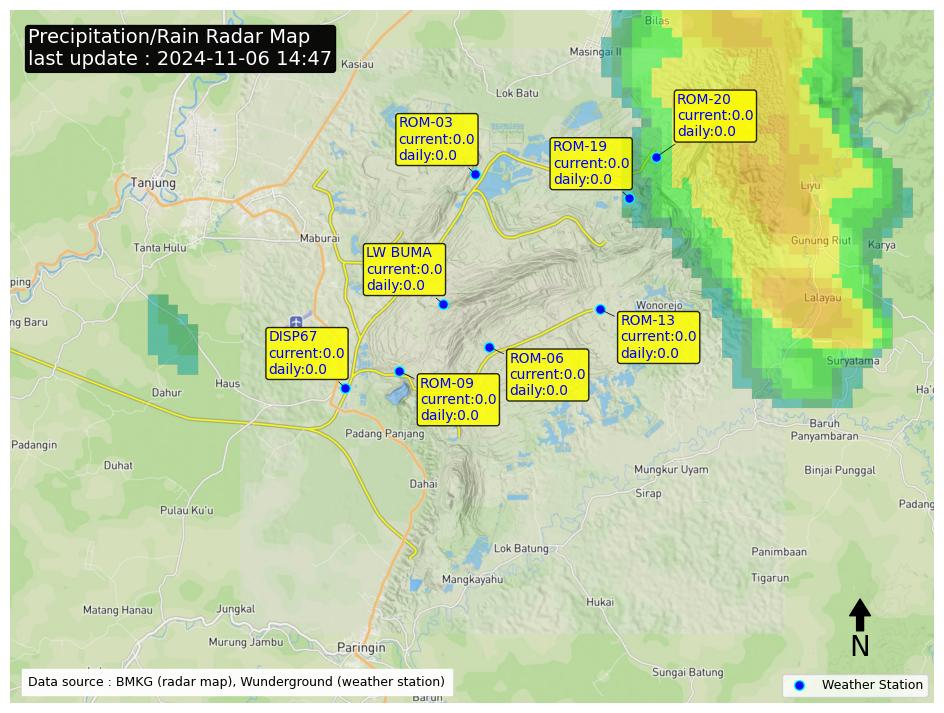 Precipitation/Rain Radar Map
last update : 2024-11-06 14:47
Bilas
Masingai II
Kasiau
Lok Batu
ROM-20
current:0.0
daily:0.0
ROM-03
current:0.0
daily:0.0
ROM-19
current:0.0
daily:0.0
Tanjung
Liyu
Maburai
Gunung Riut
Karya
Tanta Hulu
LW BUMA
current:0.0
daily:0.0
ping
Lalayau
Wonorejo
ng Baru
ROM-13
current:0.0
daily:0.0
DISP67
current:0.0
daily:0.0
ROM-06
current:0.0
daily:0.0
Suryatama
Haus
Dahur
Ha'
ROM-09
current:0.0
daily:0.0
Baruh
Panyambaran
Padang Panjang
Padangin
Duhat
Mungkur Uyam
Binjai Punggal
Dahai
Sirap
Padang
Pulau Ku'u
Lok Batung
Panimbaan
Mangkayahu
Tigarun
Hukai
Matang Hanau
Jungkal
Murung Jambu
Paringin
N
Sungai Batung
Data source : BMKG (radar map), Wunderground (weather station)
Weather Station
Barun